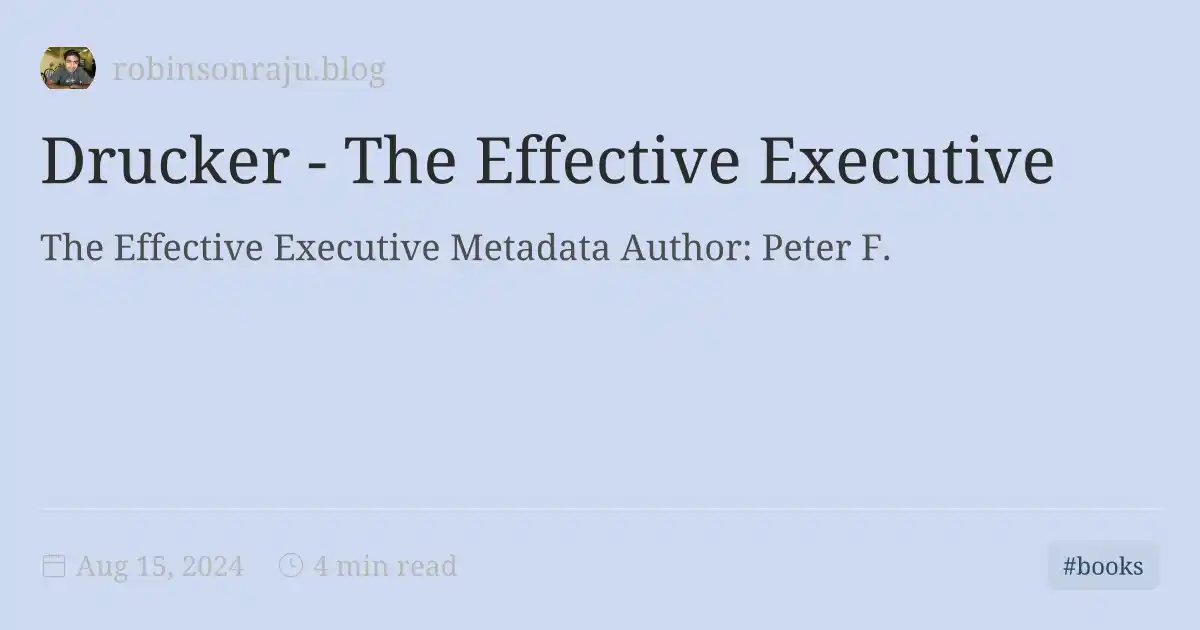 robinsonraju.blog
Drucker - The Effective Executive
The Effective Executive Metadata Author: Peter F.
Aug 15, 2024
4 min read
#books